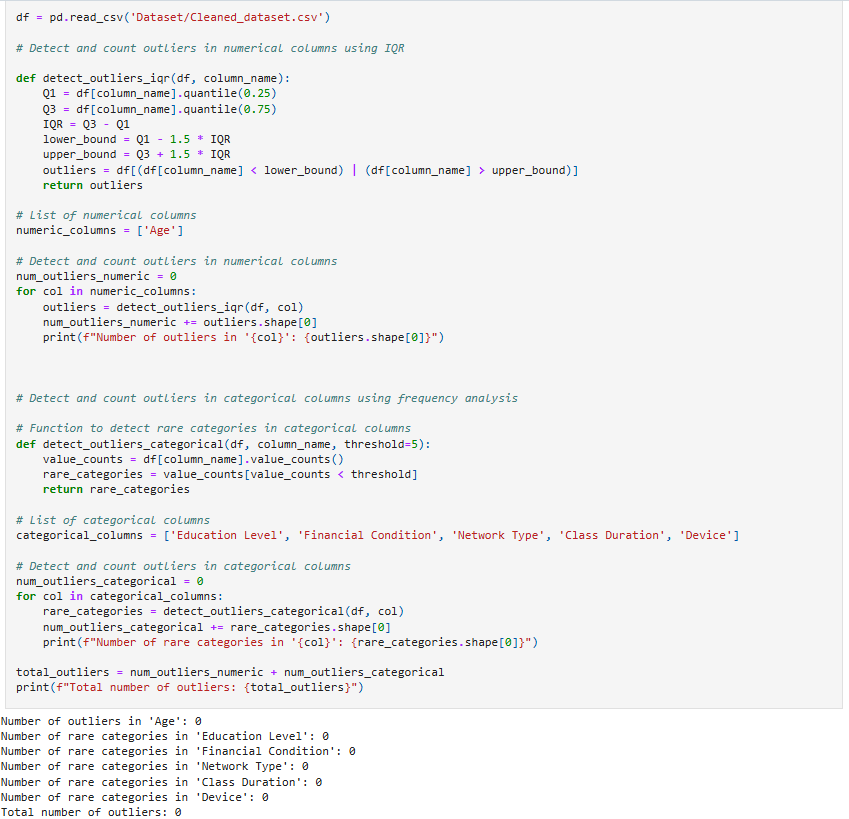 df = pd.read_csv('Dataset/Cleaned_dataset.csv')
# Detect and count outliers in numerical columns using IQR
def detect_outliers_iqr(df, column_name):
    Q1 = df[column_name].quantile(0.25)
    Q3 = df[column_name].quantile(0.75)
    IQR = Q3 - Q1
    lower_bound = Q1 - 1.5 * IQR
    upper_bound = Q3 + 1.5 * IQR
    outliers = df[(df[column_name] < lower_bound) | (df[column_name] > upper_bound)]
    return outliers
# List of numerical columns
numeric_columns = ['Age']
# Detect and count outliers in numerical columns
num_outliers_numeric = 0
for col in numeric_columns:
    outliers = detect_outliers_iqr(df, col)
    num_outliers_numeric += outliers.shape[0]
    print(f"Number of outliers in '{col}': {outliers.shape[0]}")
# Detect and count outliers in categorical columns using frequency analysis
# Function to detect rare categories in categorical columns
def detect_outliers_categorical(df, column_name, threshold=5):
    value_counts = df[column_name].value_counts()
    rare_categories = value_counts[value_counts < threshold]
    return rare_categories
# List of categorical columns
categorical_columns = ['Education Level', 'Financial Condition', 'Network Type', 'Class Duration', 'Device']
# Detect and count outliers in categorical columns
num_outliers_categorical = 0
for col in categorical_columns:
    rare_categories = detect_outliers_categorical(df, col)
    num_outliers_categorical += rare_categories.shape[0]
    print(f"Number of rare categories in '{col}': {rare_categories.shape[0]}")
total_outliers = num_outliers_numeric + num_outliers_categorical
print(f"Total number of outliers: {total_outliers}")
Number of outliers in 'Age': 0
Number of rare categories in 'Education Level': 0
Number of rare categories in 'Financial Condition': 0
Number of rare categories in 'Network Type': 0
Number of rare categories in 'Class Duration': 0
Number of rare categories in 'Device': 0
Total number of outliers: 0